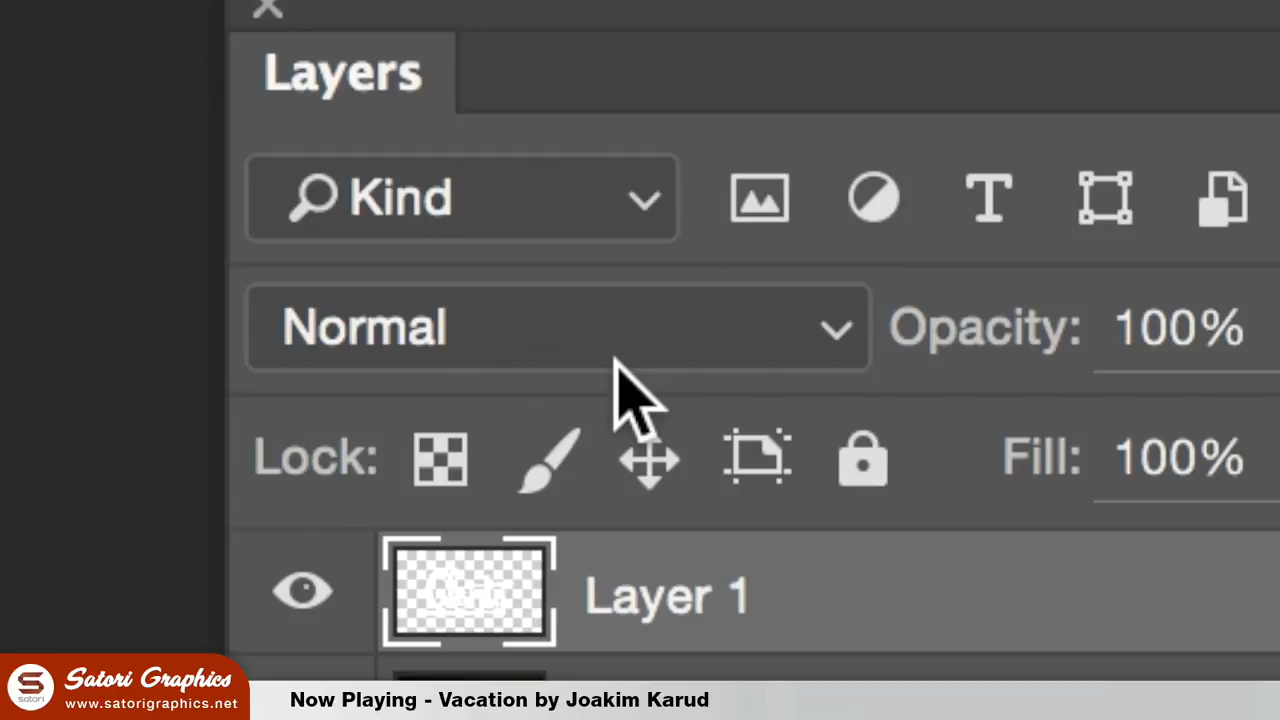 Layers
Kind
Normal
Opacity: 100%
Lock:
Fill: 100%
Layer 1
Satori Graphics
satori
www.satorigraphics.net
Now Playing - Vacation by Joakim Karud